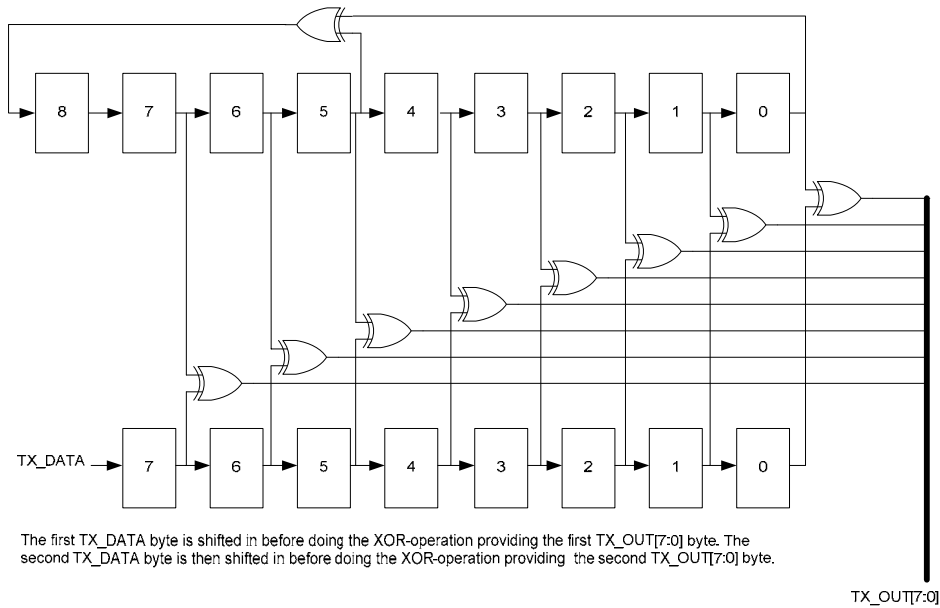 8 7 6 5 4 3 2 1 0
TX_DATA 7 6 5 4 3 2 1 0
The first TX_DATA byte is shifted in before doing the XOR-operation providing the first TX_OUT[7:0] byte. The
second TX_DATA byte is then shifted in before doing the XOR-operation providing the second TX_OUT[7:0] byte.
TX_OUT[7:0]